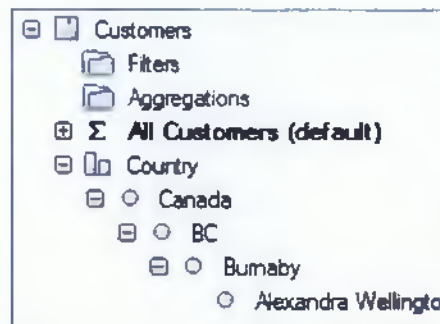 Customers
Filters
Aggregations
Σ All Customers (default)
Country
Canada
BC
Burnaby
Alexandra Wellingto